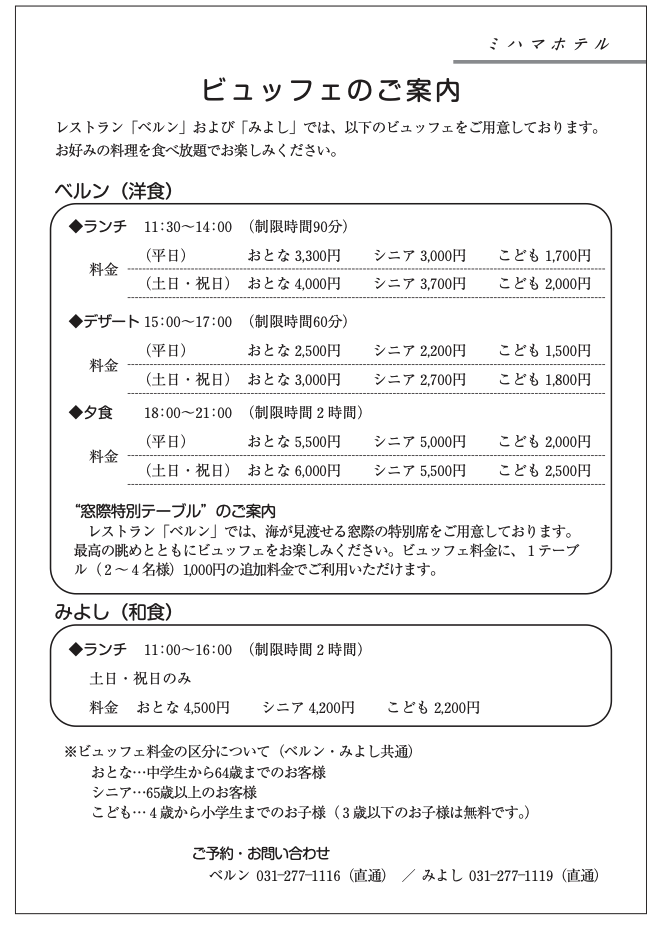 ミハマホテル
ビュッフェのご案内
レストラン「ベルン」および「みよし」では、以下のビュッフェをご用意しております。
お好みの料理を食べ放題でお楽しみください。
ベルン（洋食）
◆ランチ 11:30～14:00 （制限時間90分）
料金
（平日） おとな 3,300円 シニア 3,000円 こども 1,700円
（土日・祝日） おとな 4,000円 シニア 3,700円 こども 2,000円
◆デザート 15:00～17:00 （制限時間60分）
料金
（平日） おとな 2,500円 シニア 2,200円 こども 1,500円
（土日・祝日） おとな 3,000円 シニア 2,700円 こども 1,800円
◆夕食 18:00～21:00 （制限時間２時間）
料金
（平日） おとな 5,500円 シニア 5,000円 こども 2,000円
（土日・祝日） おとな 6,000円 シニア 5,500円 こども 2,500円
“窓際特別テーブル”のご案内
レストラン「ベルン」では、海が見渡せる窓際の特別席をご用意しております。
最高の眺めとともにビュッフェをお楽しみください。ビュッフェ料金に、１テーブ
ル（２～４名様）1,000円の追加料金でご利用いただけます。
みよし（和食）
◆ランチ 11:00～16:00 （制限時間２時間）
土日・祝日のみ
料金 おとな 4,500円 シニア 4,200円 こども 2,200円
※ビュッフェ料金の区分について（ベルン・みよし共通）
おとな…中学生から64歳までのお客様
シニア…65歳以上のお客様
こども…４歳から小学生までのお子様（３歳以下のお子様は無料です。）
ご予約・お問い合わせ
ベルン 031-277-1116（直通） ／ みよし 031-277-1119（直通）